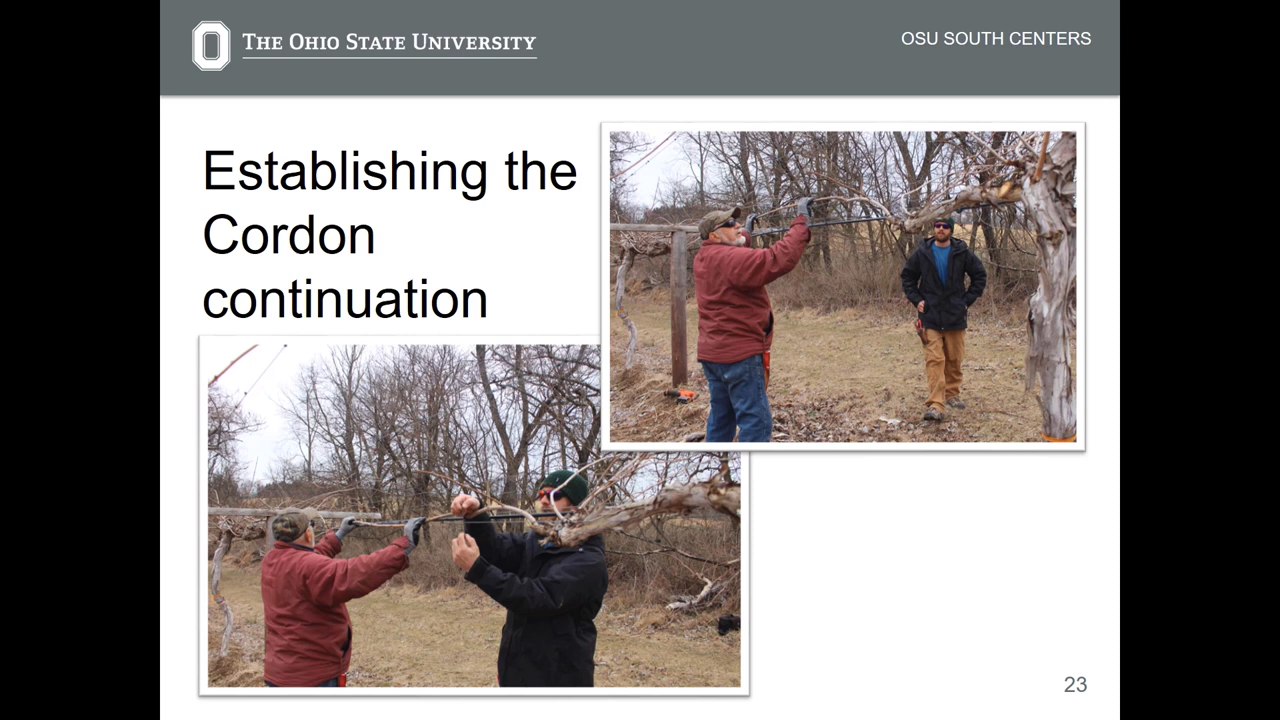 THE OHIO STATE UNIVERSITY
OSU SOUTH CENTERS
Establishing the
Cordon
continuation
23